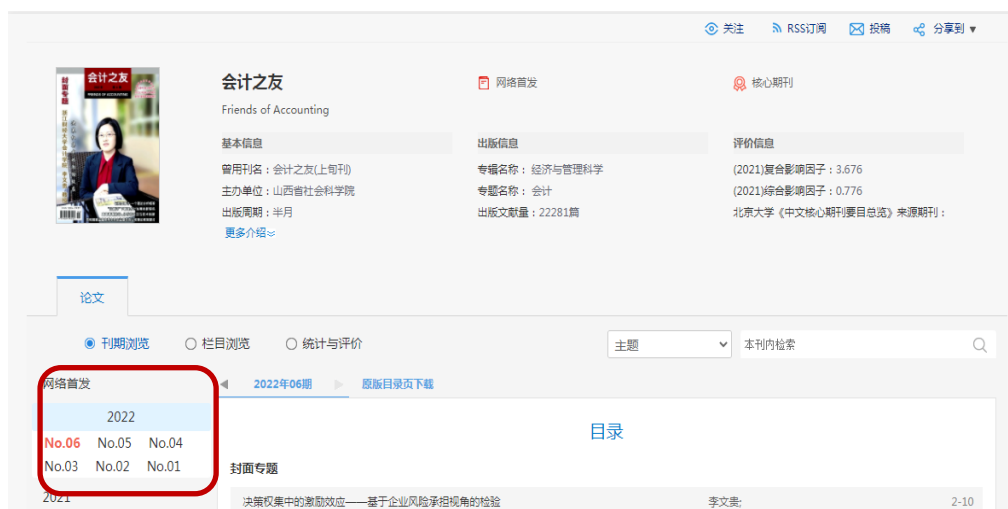 关注 RSS订阅 投稿 分享到 ▼
会计之友
会计之友 网络首发 核心期刊
Friends of Accounting
基本信息 出版信息 评价信息
曾用刊名：会计之友(上旬刊) 专辑名称： 经济与管理科学 (2021)复合影响因子：3.676
主办单位：山西省社会科学院 专题名称： 会计 (2021)综合影响因子：0.776
出版周期：半月 出版文献量：22281篇 北京大学《中文核心期刊要目总览》来源期刊：
更多介绍
论文
刊期浏览 栏目浏览 统计与评价 主题 本刊内检索
网络首发 2022年06期 原版目录页下载
2022
目录
No.06 No.05 No.04
No.03 No.02 No.01
封面专题
2021
决策权集中的激励效应——基于企业风险承担视角的检验 李文贵; 2-10